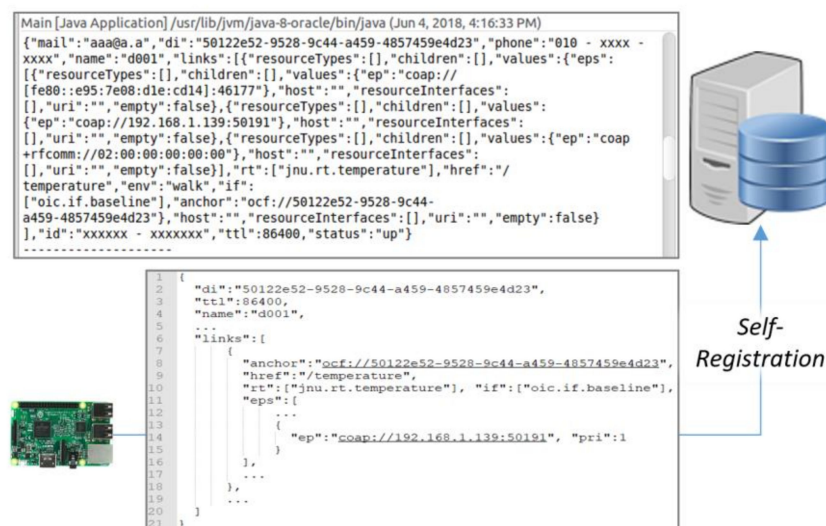 Main [Java Application] /usr/lib/jvm/java-8-oracle/bin/java (Jun 4, 2018, 4:16:33 PM)
{"mail":"aaa@a.a","di":"50122e52-9528-9c44-a459-4857459e4d23","phone":"010 - xxxx -
xxxx","name":"d001","links":[{"resourceTypes":[],"children":[],"values":{"eps":
[{"resourceTypes":[],"children":[],"values":{"ep":"coap://
[fe80::e95:7e08:d1e:cd14]:46177"},"host":"","resourceInterfaces":
[],"uri":"","empty":false},{"resourceTypes":[],"children":[],"values":
{"ep":"coap://192.168.1.139:50191"},"host":"","resourceInterfaces":
[],"uri":"","empty":false},{"resourceTypes":[],"children":[],"values":{"ep":"coap
+rfcomm://02:00:00:00:00:00"},"host":"","resourceInterfaces":
[],"uri":"","empty":false}],"rt":["jnu.rt.temperature"],"href":"/
temperature","env":"walk","if":
["oic.if.baseline"],"anchor":"ocf://50122e52-9528-9c44-
a459-4857459e4d23"},"host":"","resourceInterfaces":[],"uri":"","empty":false}
],"id":"xxxxxx - xxxxxxx","ttl":86400,"status":"up"}
---------------------
1 {
2 "di":"50122e52-9528-9c44-a459-4857459e4d23",
3 "ttl":86400,
4 "name":"d001",
5 ...
6 "links":[
7 {
8 "anchor":"ocf://50122e52-9528-9c44-a459-4857459e4d23",
9 "href":"/temperature",
10 "rt":["jnu.rt.temperature"], "if":["oic.if.baseline"],
11 "eps":[
12 ...
13 {
14 "ep":"coap://192.168.1.139:50191", "pri":1
15 }
16 ],
17 ...
18 },
19 ...
20 ]
21 }
Self-
Registration